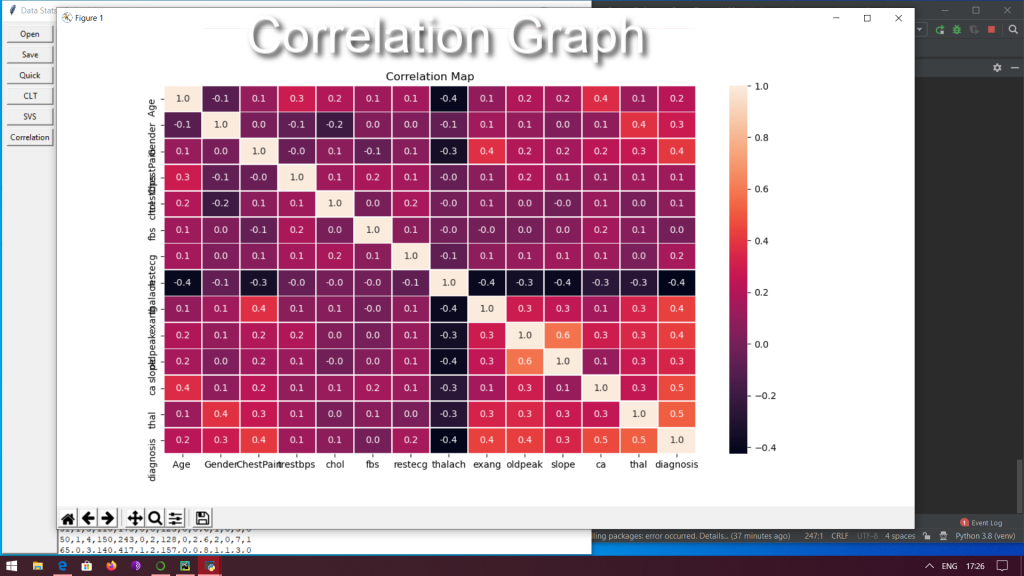 Data Stat
Figure 1
Open
Save
Quick
CLT
SVS
Correlation
Correlation Graph
Correlation Map
Age 1.0 -0.1 0.1 0.3 0.2 0.1 0.1 -0.4 0.1 0.2 0.2 0.4 0.1 0.2
Gender -0.1 1.0 0.0 -0.1 -0.2 0.0 0.0 -0.1 0.1 0.1 0.0 0.1 0.4 0.3
ChestPain 0.1 0.0 1.0 -0.0 0.1 -0.1 0.1 -0.3 0.4 0.2 0.2 0.2 0.3 0.4
trestbps 0.3 -0.1 -0.0 1.0 0.1 0.2 0.1 -0.0 0.1 0.2 0.1 0.1 0.1 0.1
chol 0.2 -0.2 0.1 0.1 1.0 0.0 0.2 -0.0 0.1 0.0 -0.0 0.1 0.0 0.1
fbs 0.1 0.0 -0.1 0.2 0.0 1.0 0.1 -0.0 -0.0 0.0 0.0 0.2 0.1 0.0
restecg 0.1 0.0 0.1 0.1 0.2 0.1 1.0 -0.1 0.1 0.1 0.1 0.1 0.0 0.2
thalach -0.4 -0.1 -0.3 -0.0 -0.0 -0.0 -0.1 1.0 -0.4 -0.3 -0.4 -0.3 -0.3 -0.4
exang 0.1 0.1 0.4 0.1 0.1 -0.0 0.1 -0.4 1.0 0.3 0.3 0.1 0.3 0.4
oldpeak 0.2 0.1 0.2 0.2 0.0 0.0 0.1 -0.3 0.3 1.0 0.6 0.3 0.3 0.4
slope 0.2 0.0 0.2 0.1 -0.0 0.0 0.1 -0.4 0.3 0.6 1.0 0.1 0.3 0.3
ca 0.4 0.1 0.2 0.1 0.1 0.2 0.1 -0.3 0.1 0.3 0.1 1.0 0.3 0.5
thal 0.1 0.4 0.3 0.1 0.0 0.1 0.0 -0.3 0.3 0.3 0.3 0.3 1.0 0.5
diagnosis 0.2 0.3 0.4 0.1 0.1 0.0 0.2 -0.4 0.4 0.4 0.3 0.5 0.5 1.0
Age Gender ChestPain trestbps chol fbs restecg thalach exang oldpeak slope ca thal diagnosis
1.0
0.8
0.6
0.4
0.2
0.0
−0.2
−0.4
50,1,4,150,243,0,2,128,0,2.6,2,0,7,1
65,0,3,140,417,1,2,157,0,0.8,1,1,3,0
Event Log
ling packages: error occurred. Details... (37 minutes ago) 247:1 CRLF UTF-8 4 spaces Python 3.8 (venv)
ENG 17:26